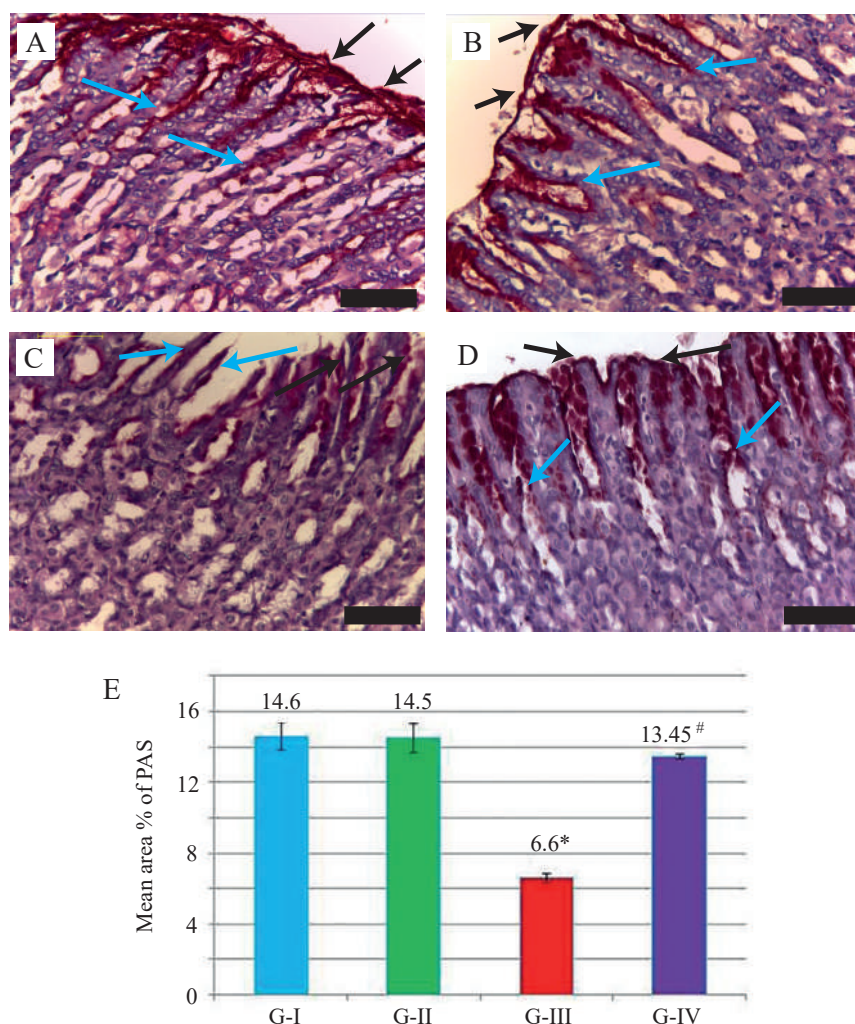 A
B
C
D
E
Mean area % of PAS
16
12
8
4
0
14.6
14.5
6.6*
13.45 #
G-I
G-II
G-III
G-IV